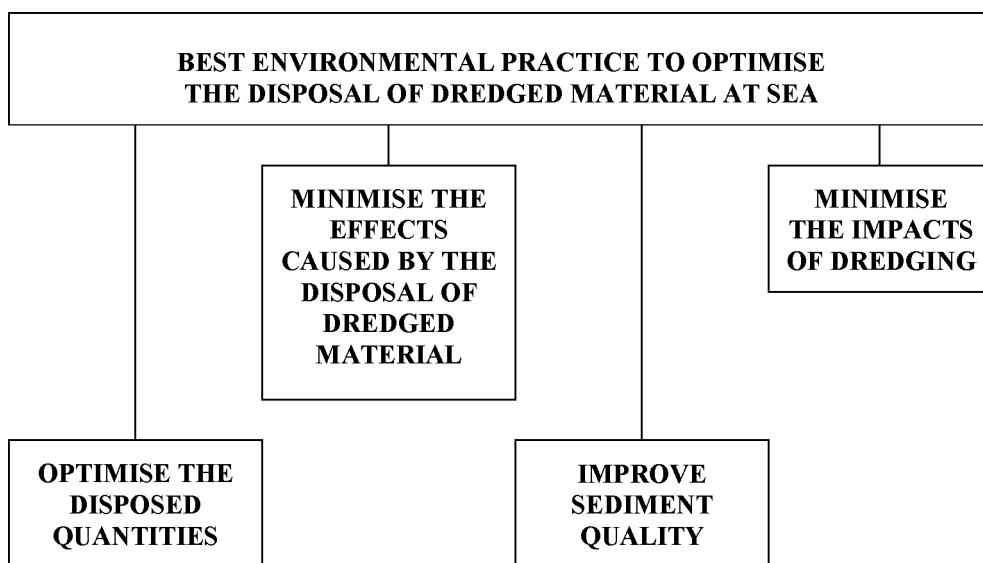 BEST ENVIRONMENTAL PRACTICE TO OPTIMISE
THE DISPOSAL OF DREDGED MATERIAL AT SEA
MINIMISE THE
EFFECTS
CAUSED BY THE
DISPOSAL OF
DREDGED
MATERIAL
MINIMISE
THE IMPACTS
OF DREDGING
OPTIMISE THE
DISPOSED
QUANTITIES
IMPROVE
SEDIMENT
QUALITY